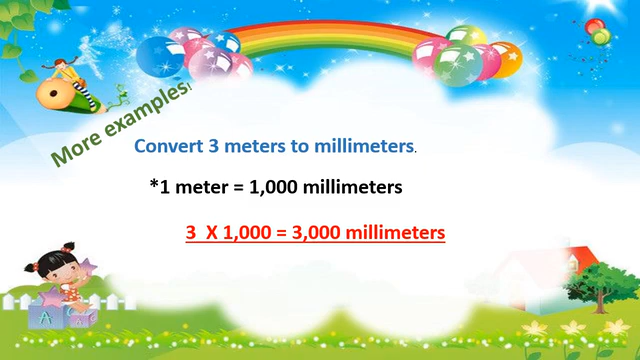 More examples!
Convert 3 meters to millimeters.
*1 meter = 1,000 millimeters
3 X 1,000 = 3,000 millimeters
A